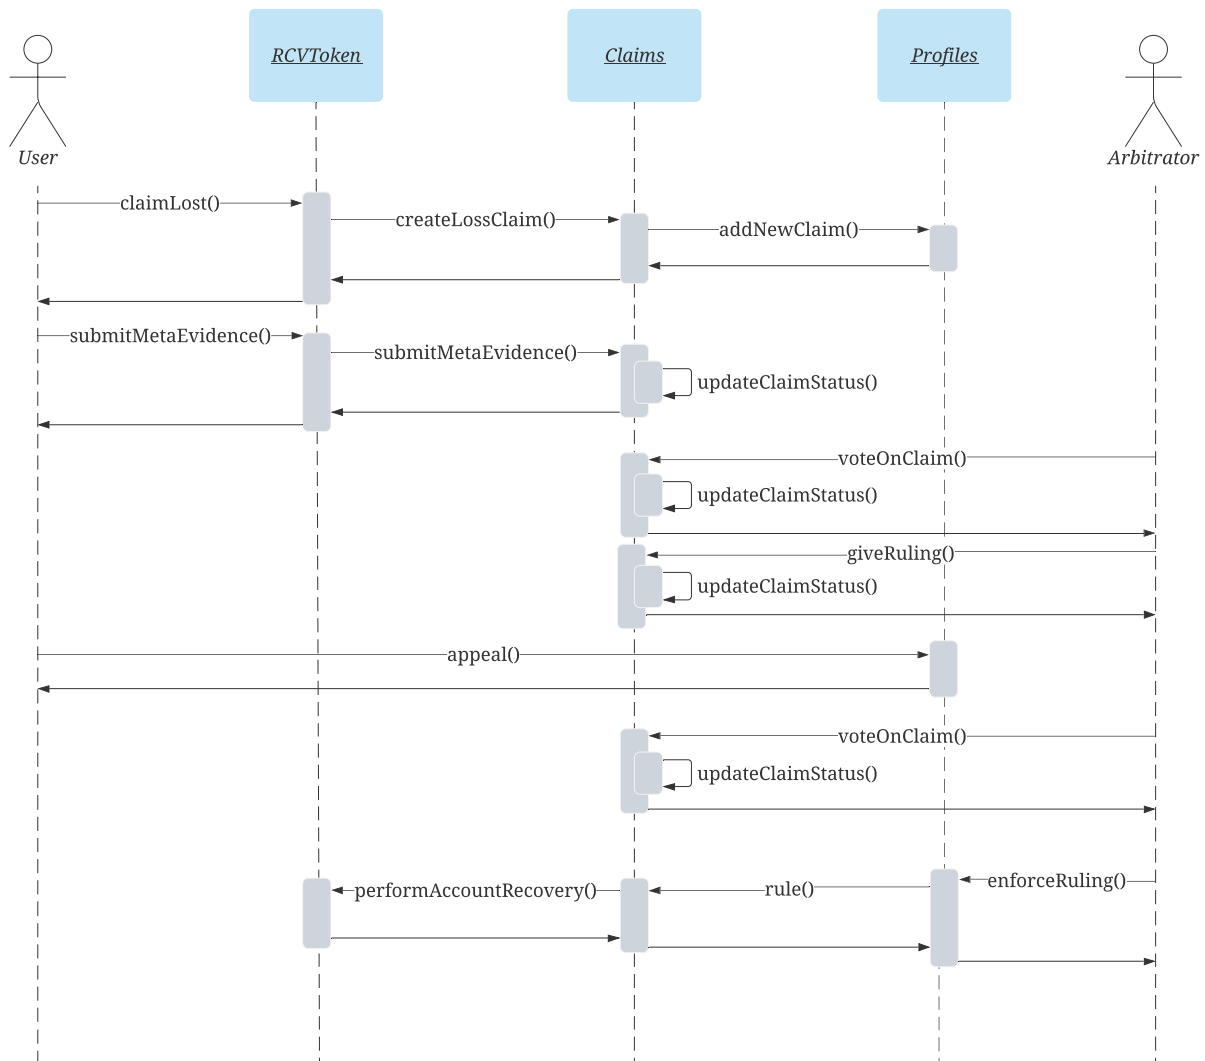 RCVToken
Claims
Profiles
User
Arbitrator
claimLost()
createLossClaim()
addNewClaim()
submitMetaEvidence()
submitMetaEvidence()
updateClaimStatus()
voteOnClaim()
updateClaimStatus()
giveRuling()
updateClaimStatus()
appeal()
voteOnClaim()
updateClaimStatus()
enforceRuling()
rule()
performAccountRecovery()